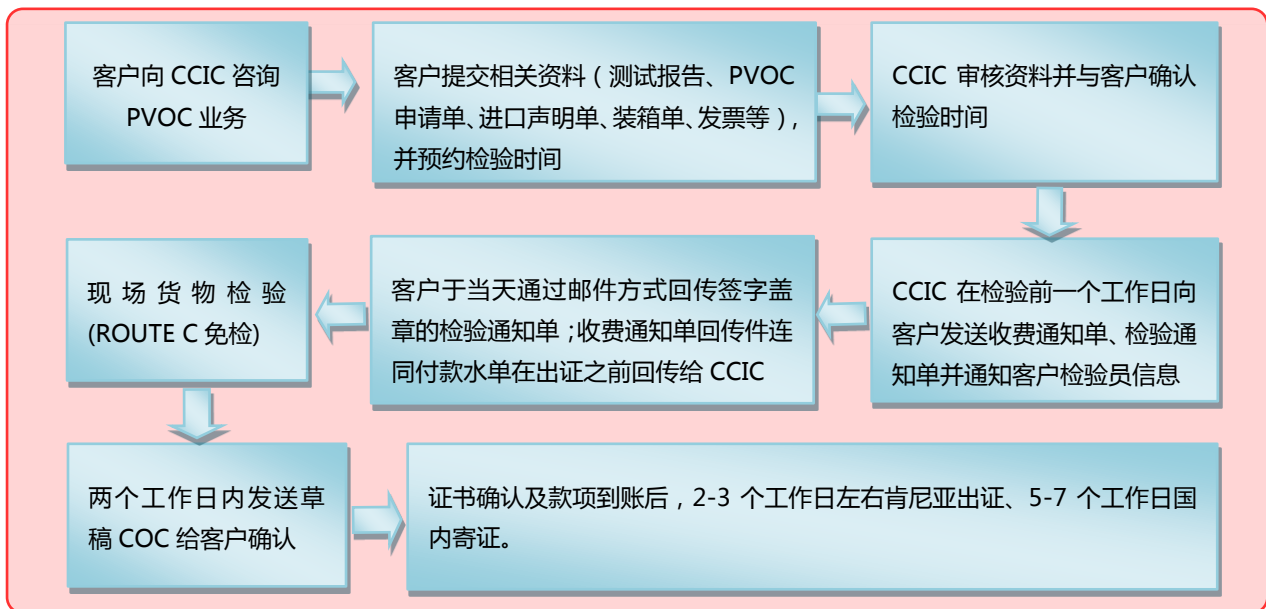 客户向 CCIC 咨询
PVOC 业务
客户提交相关资料（测试报告、PVOC
申请单、进口声明单、装箱单、发票等），
并预约检验时间
CCIC 审核资料并与客户确认
检验时间
CCIC 在检验前一个工作日向
客户发送收费通知单、检验通
知单并通知客户检验员信息
客户于当天通过邮件方式回传签字盖
章的检验通知单；收费通知单回传件连
同付款水单在出证之前回传给 CCIC
现场货物检验
(ROUTE C 免检)
两个工作日内发送草
稿 COC 给客户确认
证书确认及款项到账后，2-3 个工作日左右肯尼亚出证、5-7 个工作日国
内寄证。